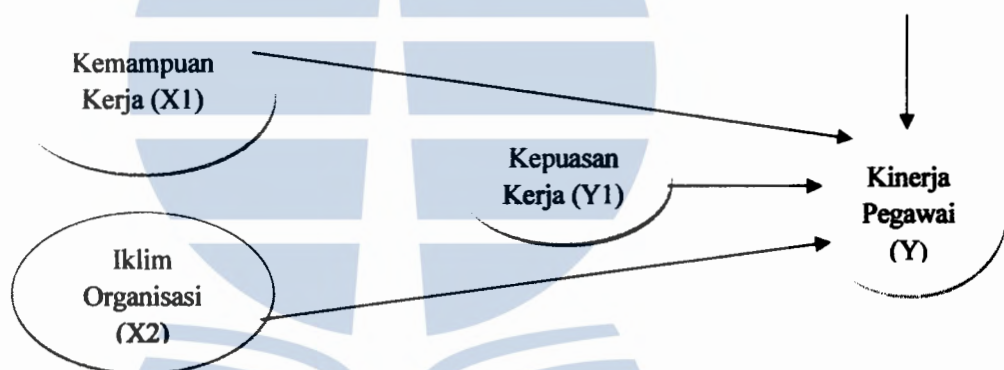 Kemampuan
Kerja (X1)
Kepuasan
Kerja (Y1)
Kinerja
Pegawai
(Y)
Iklim
Organisasi
(X2)